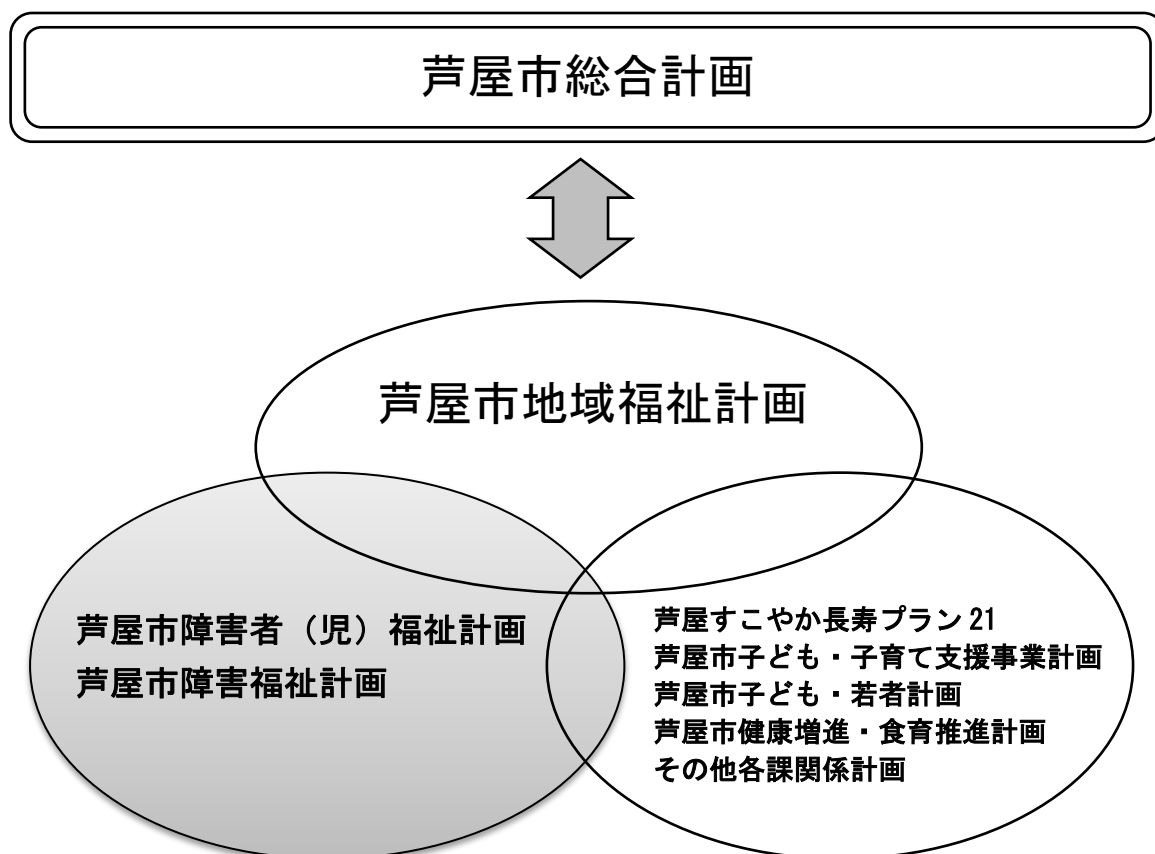 芦屋市総合計画
芦屋市地域福祉計画
芦屋市障害者（児）福祉計画
芦屋市障害福祉計画
芦屋すこやか長寿プラン 21
芦屋市子ども・子育て支援事業計画
芦屋市子ども・若者計画
芦屋市健康増進・食育推進計画
その他各課関係計画